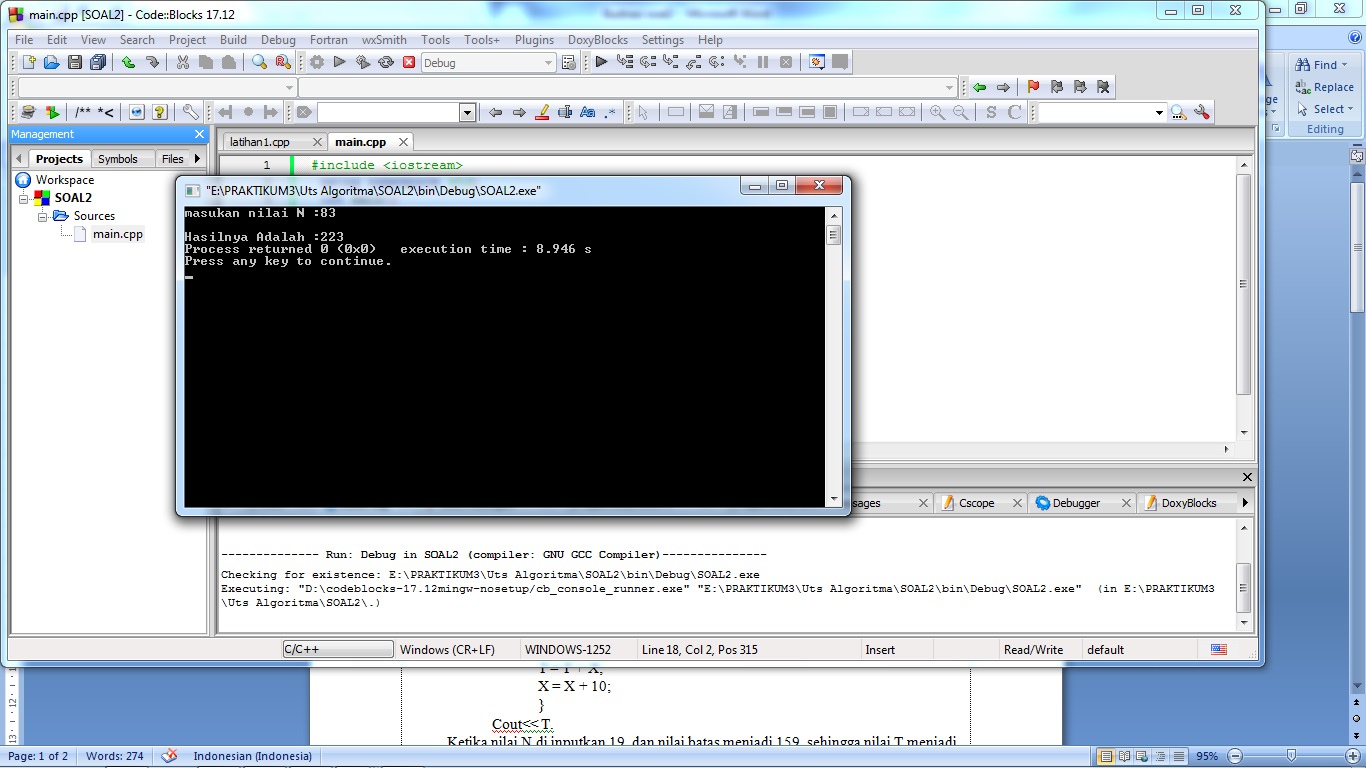 main.cpp [SOAL2] - Code::Blocks 17.12
File Edit View Search Project Build Debug Fortran wxSmith Tools Tools+ Plugins DoxyBlocks Settings Help
Debug
/** *<
Aa .*
S C
Management
Projects Symbols Files
Workspace
SOAL2
Sources
main.cpp
latihan1.cpp main.cpp
1 #include <iostream>
"E:\PRAKTIKUM3\Uts Algoritma\SOAL2\bin\Debug\SOAL2.exe"
masukan nilai N :83
Hasilnya Adalah :223
Process returned 0 (0x0) execution time : 8.946 s
Press any key to continue.
Cscope Debugger DoxyBlocks
-------------- Run: Debug in SOAL2 (compiler: GNU GCC Compiler)---------------
Checking for existence: E:\PRAKTIKUM3\Uts Algoritma\SOAL2\bin\Debug\SOAL2.exe
Executing: "D:\codeblocks-17.12mingw-nosetup/cb_console_runner.exe" "E:\PRAKTIKUM3\Uts Algoritma\SOAL2\bin\Debug\SOAL2.exe"  (in E:\PRAKTIKUM3
\Uts Algoritma\SOAL2\.)
C/C++ Windows (CR+LF) WINDOWS-1252 Line 18, Col 2, Pos 315 Insert Read/Write default
Find
Replace
Select
Editing
X = X + 10;
}
Cout<< T.
Ketika nilai N di inputkan 19, dan nilai batas menjadi 159, sehingga nilai T menjadi
Page: 1 of 2 Words: 274 Indonesian (Indonesia) 95%